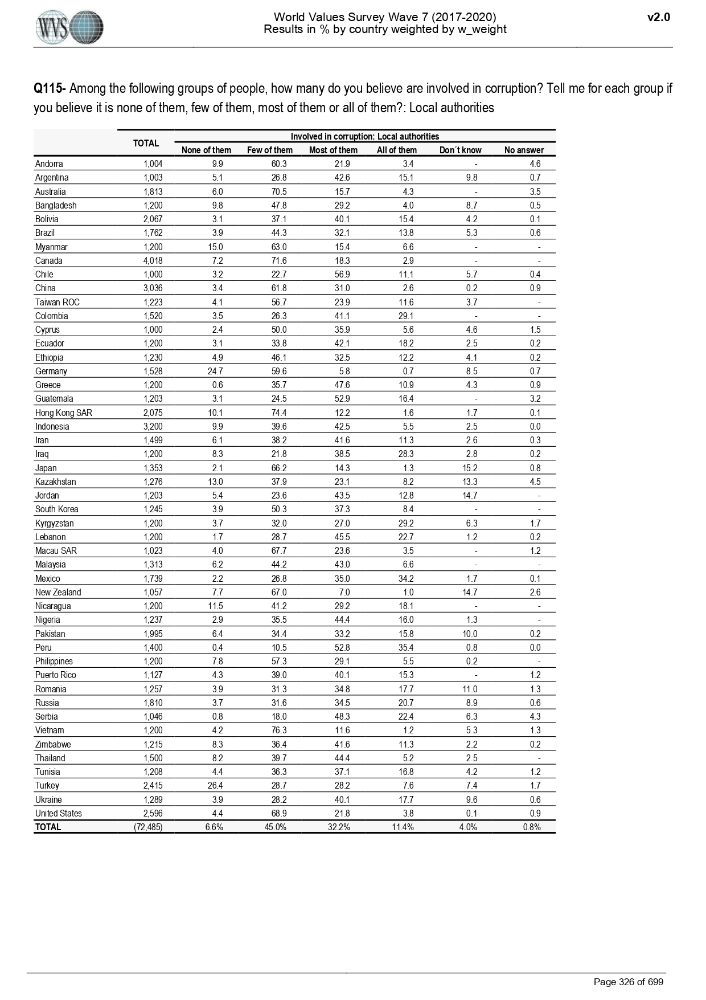 WVS
World Values Survey Wave 7 (2017-2020)
Results in % by country weighted by w_weight
v2.0
Q115- Among the following groups of people, how many do you believe are involved in corruption? Tell me for each group if
you believe it is none of them, few of them, most of them or all of them?: Local authorities
TOTAL Involved in corruption: Local authorities
None of them Few of them Most of them All of them Don´t know No answer
Andorra 1,004 9.9 60.3 21.9 3.4 - 4.6
Argentina 1,003 5.1 26.8 42.6 15.1 9.8 0.7
Australia 1,813 6.0 70.5 15.7 4.3 - 3.5
Bangladesh 1,200 9.8 47.8 29.2 4.0 8.7 0.5
Bolivia 2,067 3.1 37.1 40.1 15.4 4.2 0.1
Brazil 1,762 3.9 44.3 32.1 13.8 5.3 0.6
Myanmar 1,200 15.0 63.0 15.4 6.6 - -
Canada 4,018 7.2 71.6 18.3 2.9 - -
Chile 1,000 3.2 22.7 56.9 11.1 5.7 0.4
China 3,036 3.4 61.8 31.0 2.6 0.2 0.9
Taiwan ROC 1,223 4.1 56.7 23.9 11.6 3.7 -
Colombia 1,520 3.5 26.3 41.1 29.1 - -
Cyprus 1,000 2.4 50.0 35.9 5.6 4.6 1.5
Ecuador 1,200 3.1 33.8 42.1 18.2 2.5 0.2
Ethiopia 1,230 4.9 46.1 32.5 12.2 4.1 0.2
Germany 1,528 24.7 59.6 5.8 0.7 8.5 0.7
Greece 1,200 0.6 35.7 47.6 10.9 4.3 0.9
Guatemala 1,203 3.1 24.5 52.9 16.4 - 3.2
Hong Kong SAR 2,075 10.1 74.4 12.2 1.6 1.7 0.1
Indonesia 3,200 9.9 39.6 42.5 5.5 2.5 0.0
Iran 1,499 6.1 38.2 41.6 11.3 2.6 0.3
Iraq 1,200 8.3 21.8 38.5 28.3 2.8 0.2
Japan 1,353 2.1 66.2 14.3 1.3 15.2 0.8
Kazakhstan 1,276 13.0 37.9 23.1 8.2 13.3 4.5
Jordan 1,203 5.4 23.6 43.5 12.8 14.7 -
South Korea 1,245 3.9 50.3 37.3 8.4 - -
Kyrgyzstan 1,200 3.7 32.0 27.0 29.2 6.3 1.7
Lebanon 1,200 1.7 28.7 45.5 22.7 1.2 0.2
Macau SAR 1,023 4.0 67.7 23.6 3.5 - 1.2
Malaysia 1,313 6.2 44.2 43.0 6.6 - -
Mexico 1,739 2.2 26.8 35.0 34.2 1.7 0.1
New Zealand 1,057 7.7 67.0 7.0 1.0 14.7 2.6
Nicaragua 1,200 11.5 41.2 29.2 18.1 - -
Nigeria 1,237 2.9 35.5 44.4 16.0 1.3 -
Pakistan 1,995 6.4 34.4 33.2 15.8 10.0 0.2
Peru 1,400 0.4 10.5 52.8 35.4 0.8 0.0
Philippines 1,200 7.8 57.3 29.1 5.5 0.2 -
Puerto Rico 1,127 4.3 39.0 40.1 15.3 - 1.2
Romania 1,257 3.9 31.3 34.8 17.7 11.0 1.3
Russia 1,810 3.7 31.6 34.5 20.7 8.9 0.6
Serbia 1,046 0.8 18.0 48.3 22.4 6.3 4.3
Vietnam 1,200 4.2 76.3 11.6 1.2 5.3 1.3
Zimbabwe 1,215 8.3 36.4 41.6 11.3 2.2 0.2
Thailand 1,500 8.2 39.7 44.4 5.2 2.5 -
Tunisia 1,208 4.4 36.3 37.1 16.8 4.2 1.2
Turkey 2,415 26.4 28.7 28.2 7.6 7.4 1.7
Ukraine 1,289 3.9 28.2 40.1 17.7 9.6 0.6
United States 2,596 4.4 68.9 21.8 3.8 0.1 0.9
TOTAL (72,485) 6.6% 45.0% 32.2% 11.4% 4.0% 0.8%
Page 326 of 699